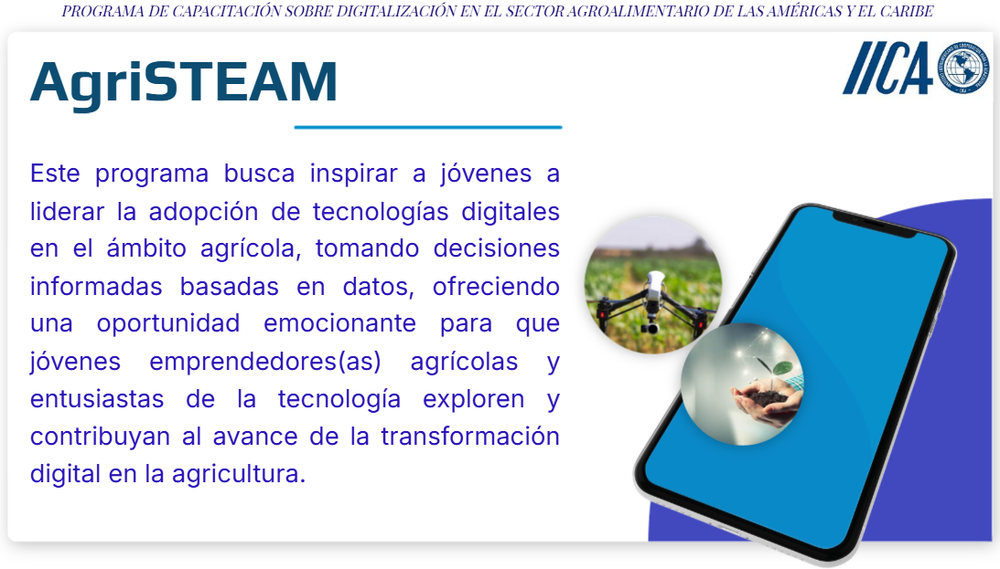 PROGRAMA DE CAPACITACIÓN SOBRE DIGITALIZACIÓN EN EL SECTOR AGROALIMENTARIO DE LAS AMÉRICAS Y EL CARIBE
IICA
AgriSTEAM
Este programa busca inspirar a jóvenes a
liderar la adopción de tecnologías digitales
en el ámbito agrícola, tomando decisiones
informadas basadas en datos, ofreciendo
una oportunidad emocionante para que
jóvenes emprendedores(as) agrícolas y
entusiastas de la tecnología exploren y
contribuyan al avance de la transformación
digital en la agricultura.